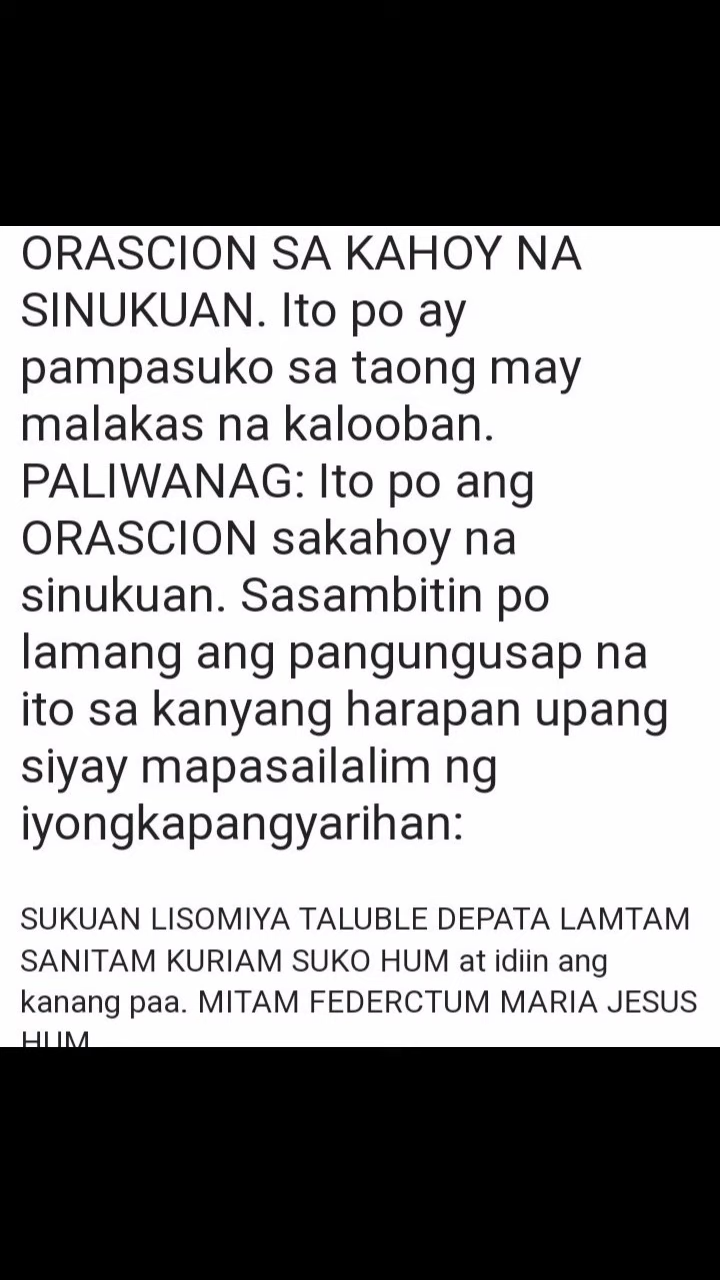 ORASCION SA KAHOY NA
SINUKUAN. Ito po ay
pampasuko sa taong may
malakas na kalooban.
PALIWANAG: Ito po ang
ORASCION sakahoy na
sinukuan. Sasambitin po
lamang ang pangungusap na
ito sa kanyang harapan upang
siyay mapasailalim ng
iyongkapangyarihan:
SUKUAN LISOMIYA TALUBLE DEPATA LAMTAM
SANITAM KURIAM SUKO HUM at idiin ang
kanang paa. MITAM FEDERCTUM MARIA JESUS
HUM